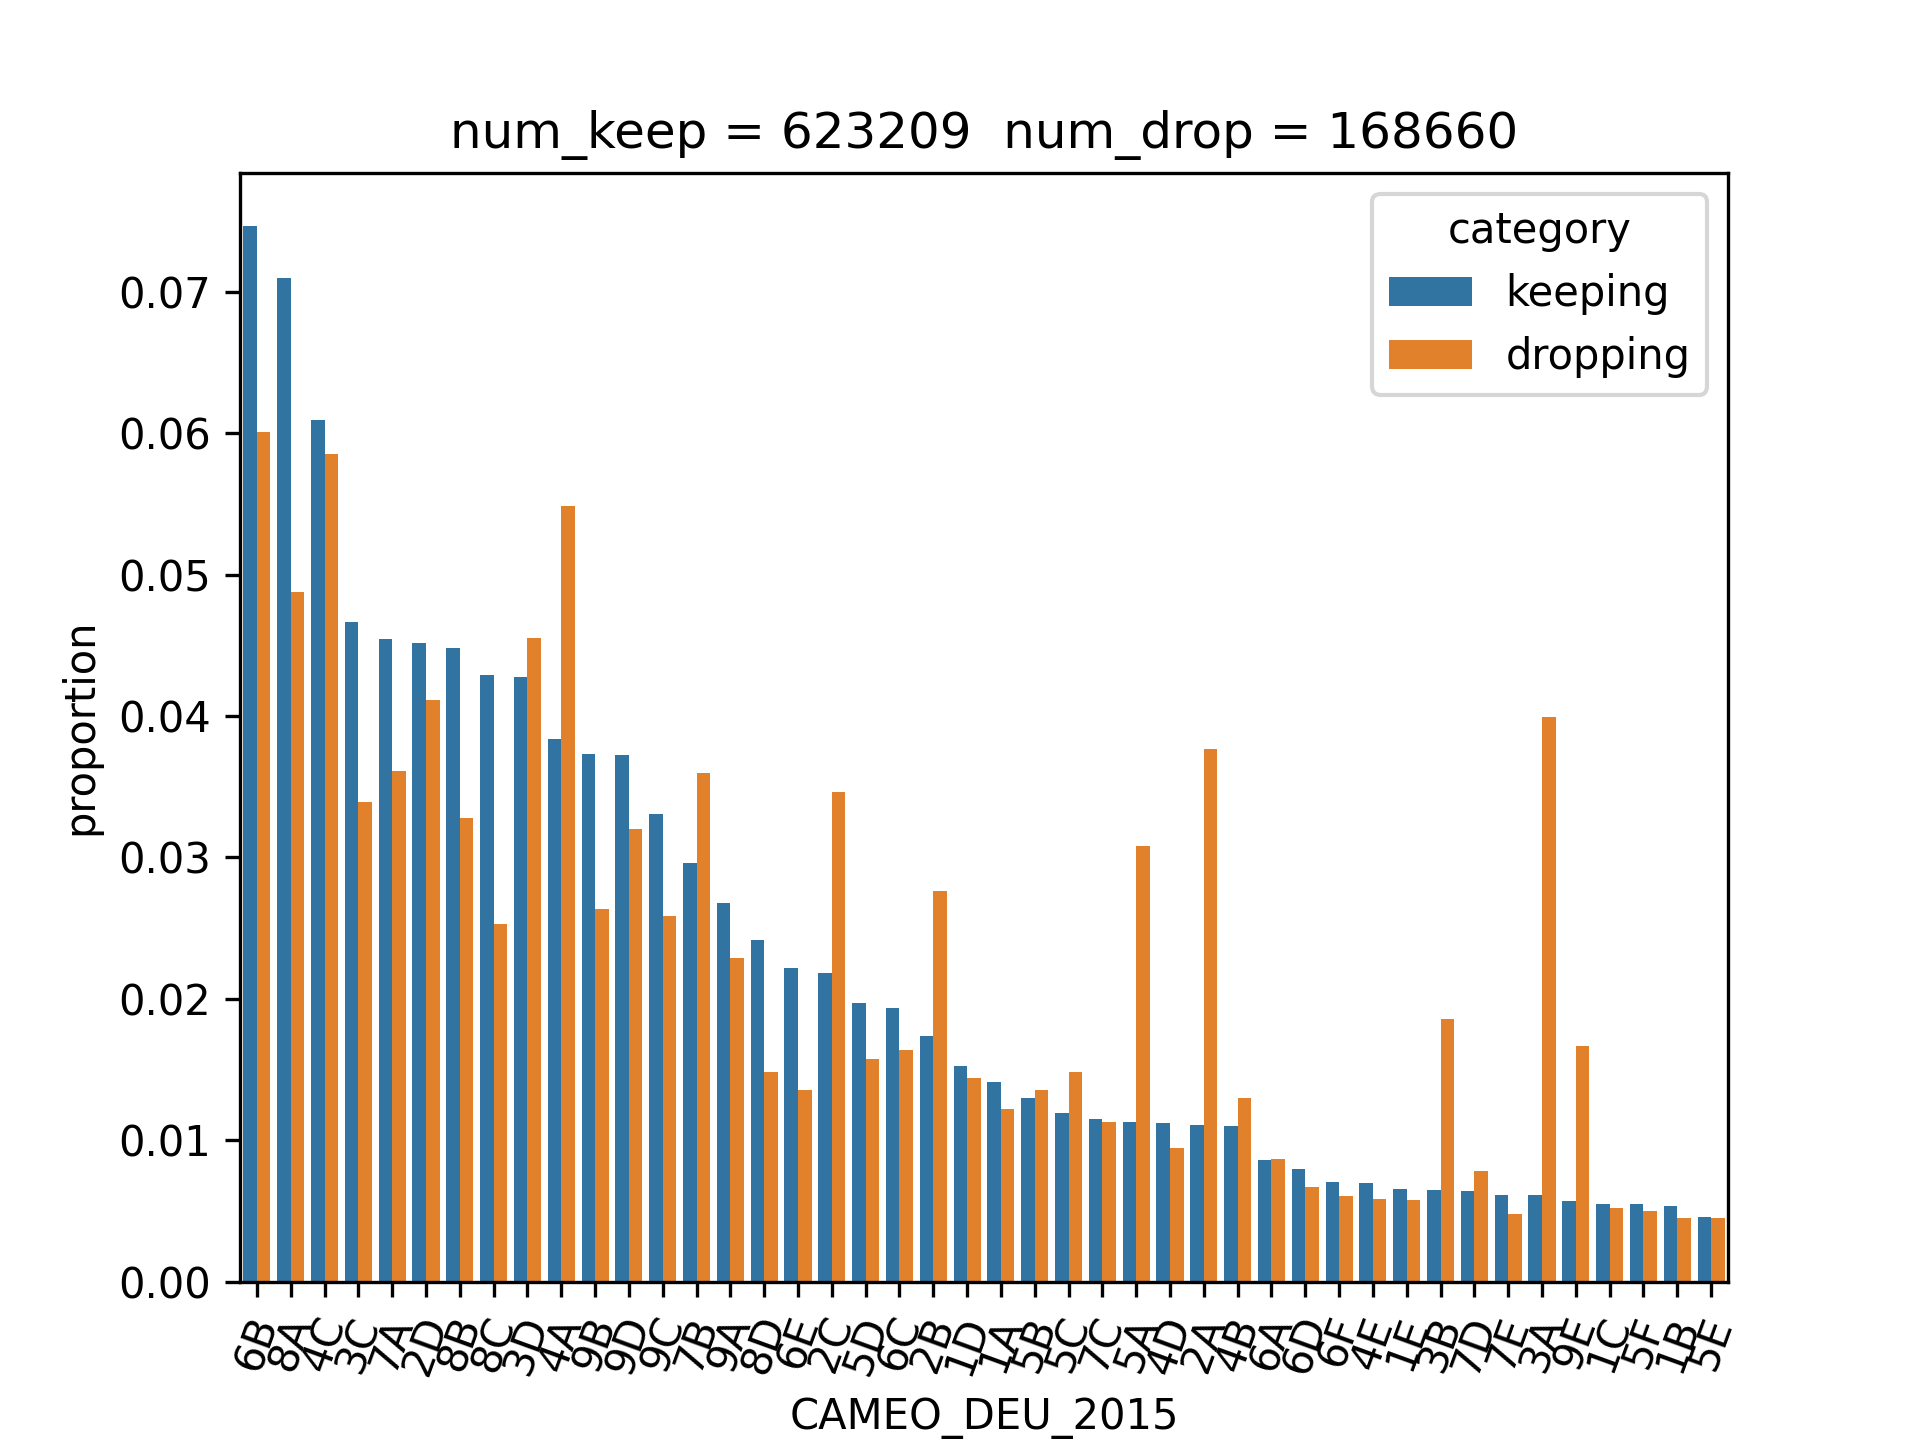 num_keep = 623209  num_drop = 168660
category
keeping
dropping
0.07
0.06
0.05
0.04
0.03
0.02
0.01
0.00
proportion
6B 8A 4C 3C 7A 2D 8B 8C 3D 4A 9B 9D 9C 7B 9A 8D 6E 2C 5D 6C 2B 1D 1A 5B 5C 7C 5A 4D 2A 4B 6A 6D 6F 4E 1E 3B 7D 7E 3A 9E 1C 5F 1B 5E
CAMEO_DEU_2015